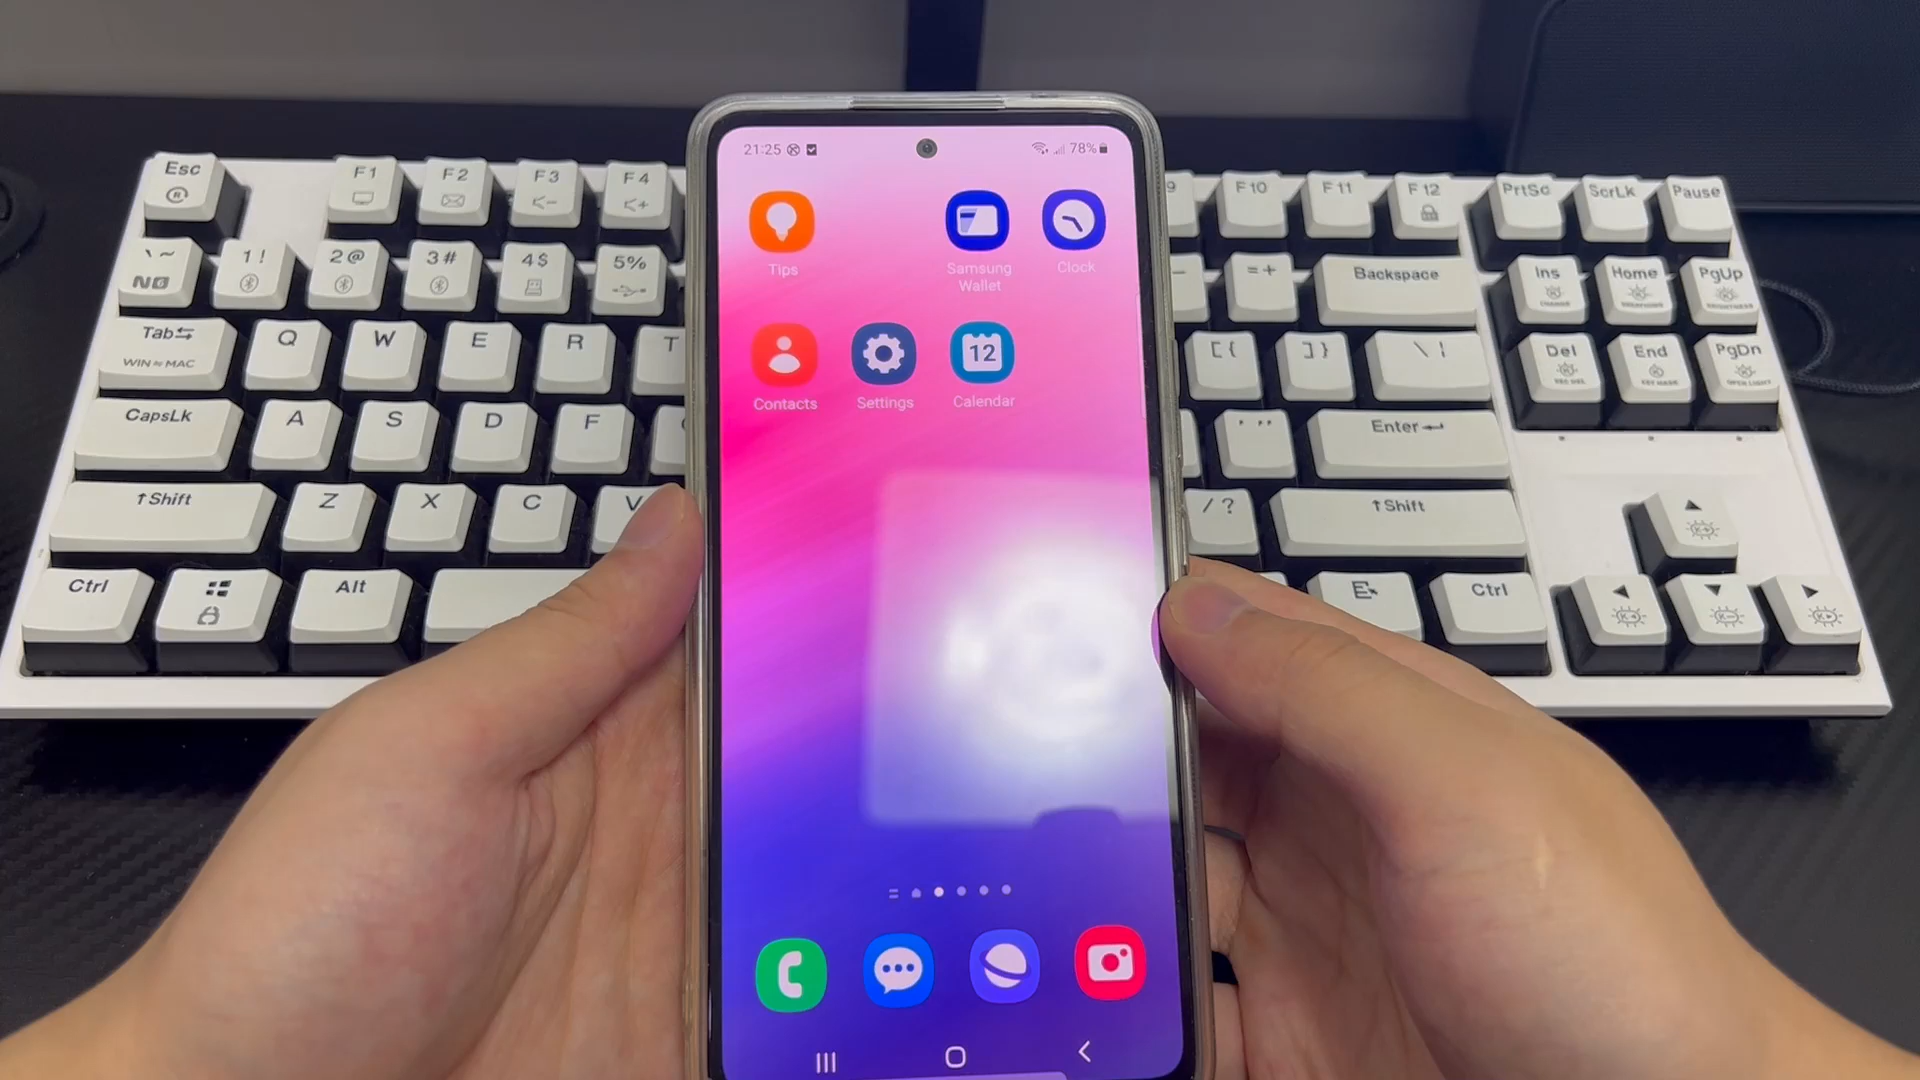 21:25 78%
Tips
Samsung
Wallet
Clock
Contacts
Settings
12
Calendar
Esc
F1 F2 F3 F4
F10 F11 F12
PrtSc ScrLk Pause
` ~ 1 ! 2 @ 3 # 4 $ 5 %
= + Backspace
Ins Home PgUp
Tab Q W E R T
WIN ⇋ MAC
[ { ] } \ |
Del End PgDn
CapsLk A S D F
' " Enter
↑Shift Z X C V
/ ? ↑Shift
Ctrl Alt
Ctrl